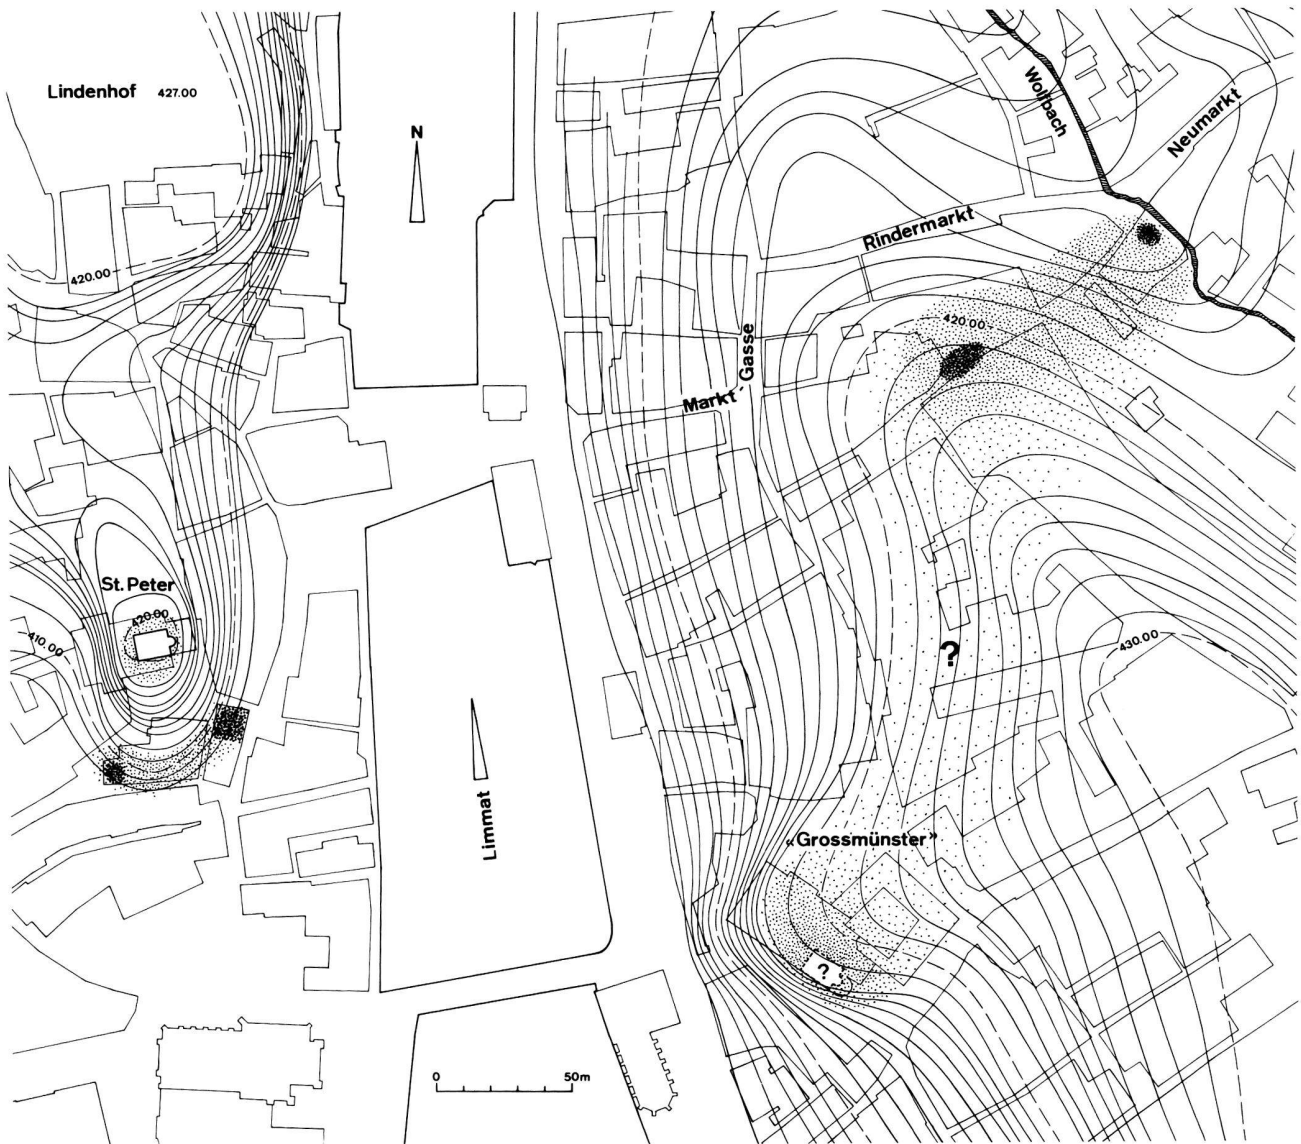 Lindenhof 427.00
N
Wolfbach
Neumarkt
Rindermarkt
420.00
420.00
Markt-Gasse
St. Peter
420.00
410.00
?
430.00
Limmat
«Grossmünster»
?
0 50m